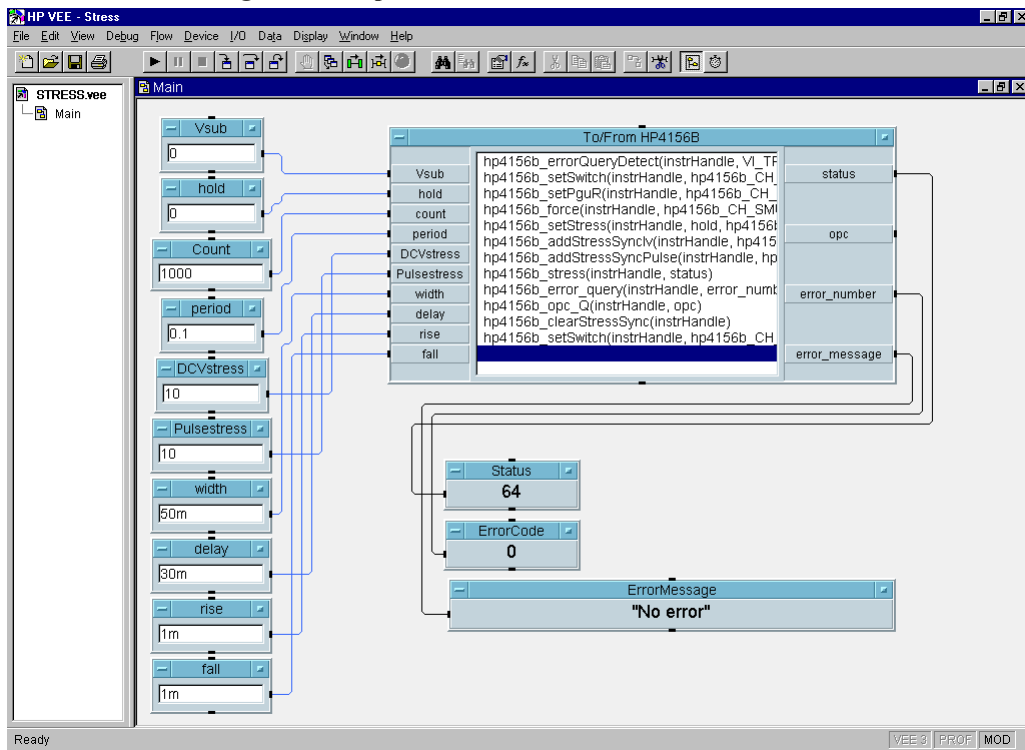 HP VEE - Stress
File Edit View Debug Flow Device I/O Data Display Window Help
STRESS.vee
Main
Main
Vsub
0
hold
0
Count
1000
period
0.1
DCVstress
10
Pulsestress
10
width
50m
delay
30m
rise
1m
fall
1m
To/From HP4156B
Vsub
hold
count
period
DCVstress
Pulsestress
width
delay
rise
fall
hp4156b_errorQueryDetect(instrHandle, VI_TF
hp4156b_setSwitch(instrHandle, hp4156b_CH_
hp4156b_setPguR(instrHandle, hp4156b_CH_
hp4156b_force(instrHandle, hp4156b_CH_SMU
hp4156b_setStress(instrHandle, hold, hp4156b
hp4156b_addStressSyncIv(instrHandle, hp415
hp4156b_addStressSyncPulse(instrHandle, hp
hp4156b_stress(instrHandle, status)
hp4156b_error_query(instrHandle, error_numb
hp4156b_opc_Q(instrHandle, opc)
hp4156b_clearStressSync(instrHandle)
hp4156b_setSwitch(instrHandle, hp4156b_CH_
status
opc
error_number
error_message
Status
64
ErrorCode
0
ErrorMessage
"No error"
Ready
VEE 3 PROF MOD